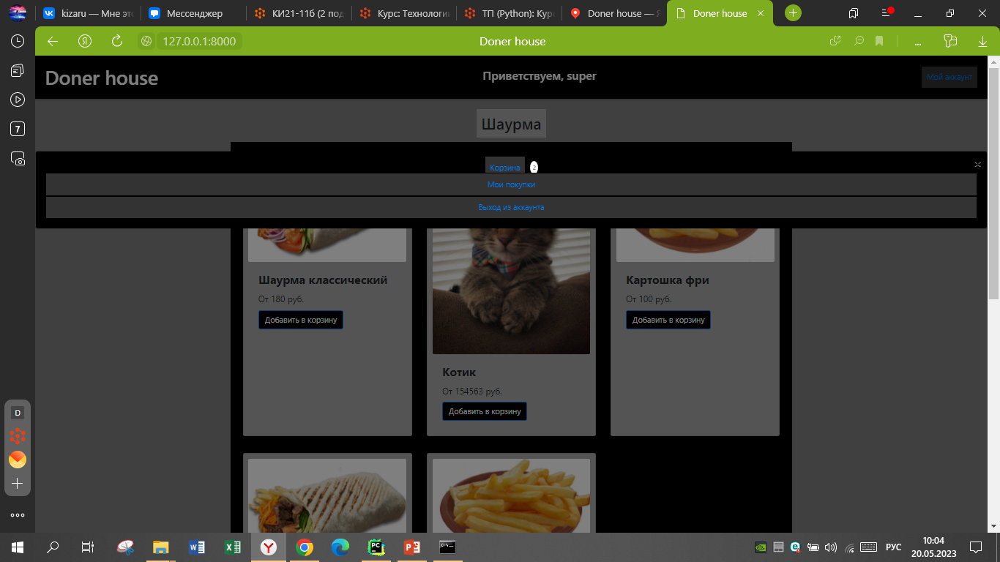 kizaru — Мне это
Мессенджер
КИ21-11б (2 под
Курс: Технологи
ТП (Python): Кур
Doner house — Я
Doner house
127.0.0.1:8000
Doner house
...
7
Doner house
Приветствуем, super
Мой аккаунт
Шаурма
Корзина 2
Мои покупки
Выход из аккаунта
Шаурма классический
От 180 руб.
Добавить в корзину
Котик
От 154563 руб.
Добавить в корзину
Картошка фри
От 100 руб.
Добавить в корзину
D
РУС
10:04
20.05.2023